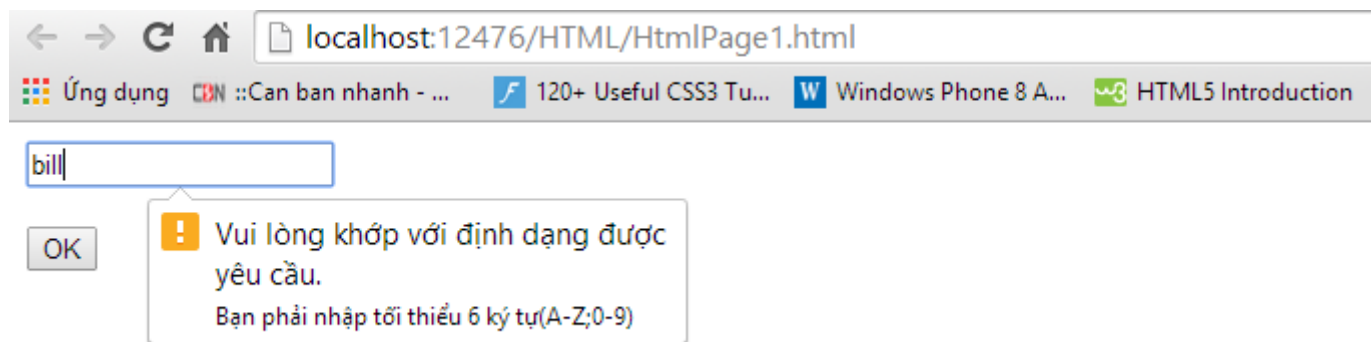 localhost:12476/HTML/HtmlPage1.html
Ứng dụng CBN ::Can ban nhanh - ... 120+ Useful CSS3 Tu... W Windows Phone 8 A... w3 HTML5 Introduction
bill
OK
Vui lòng khớp với định dạng được
yêu cầu.
Bạn phải nhập tối thiểu 6 ký tự(A-Z;0-9)